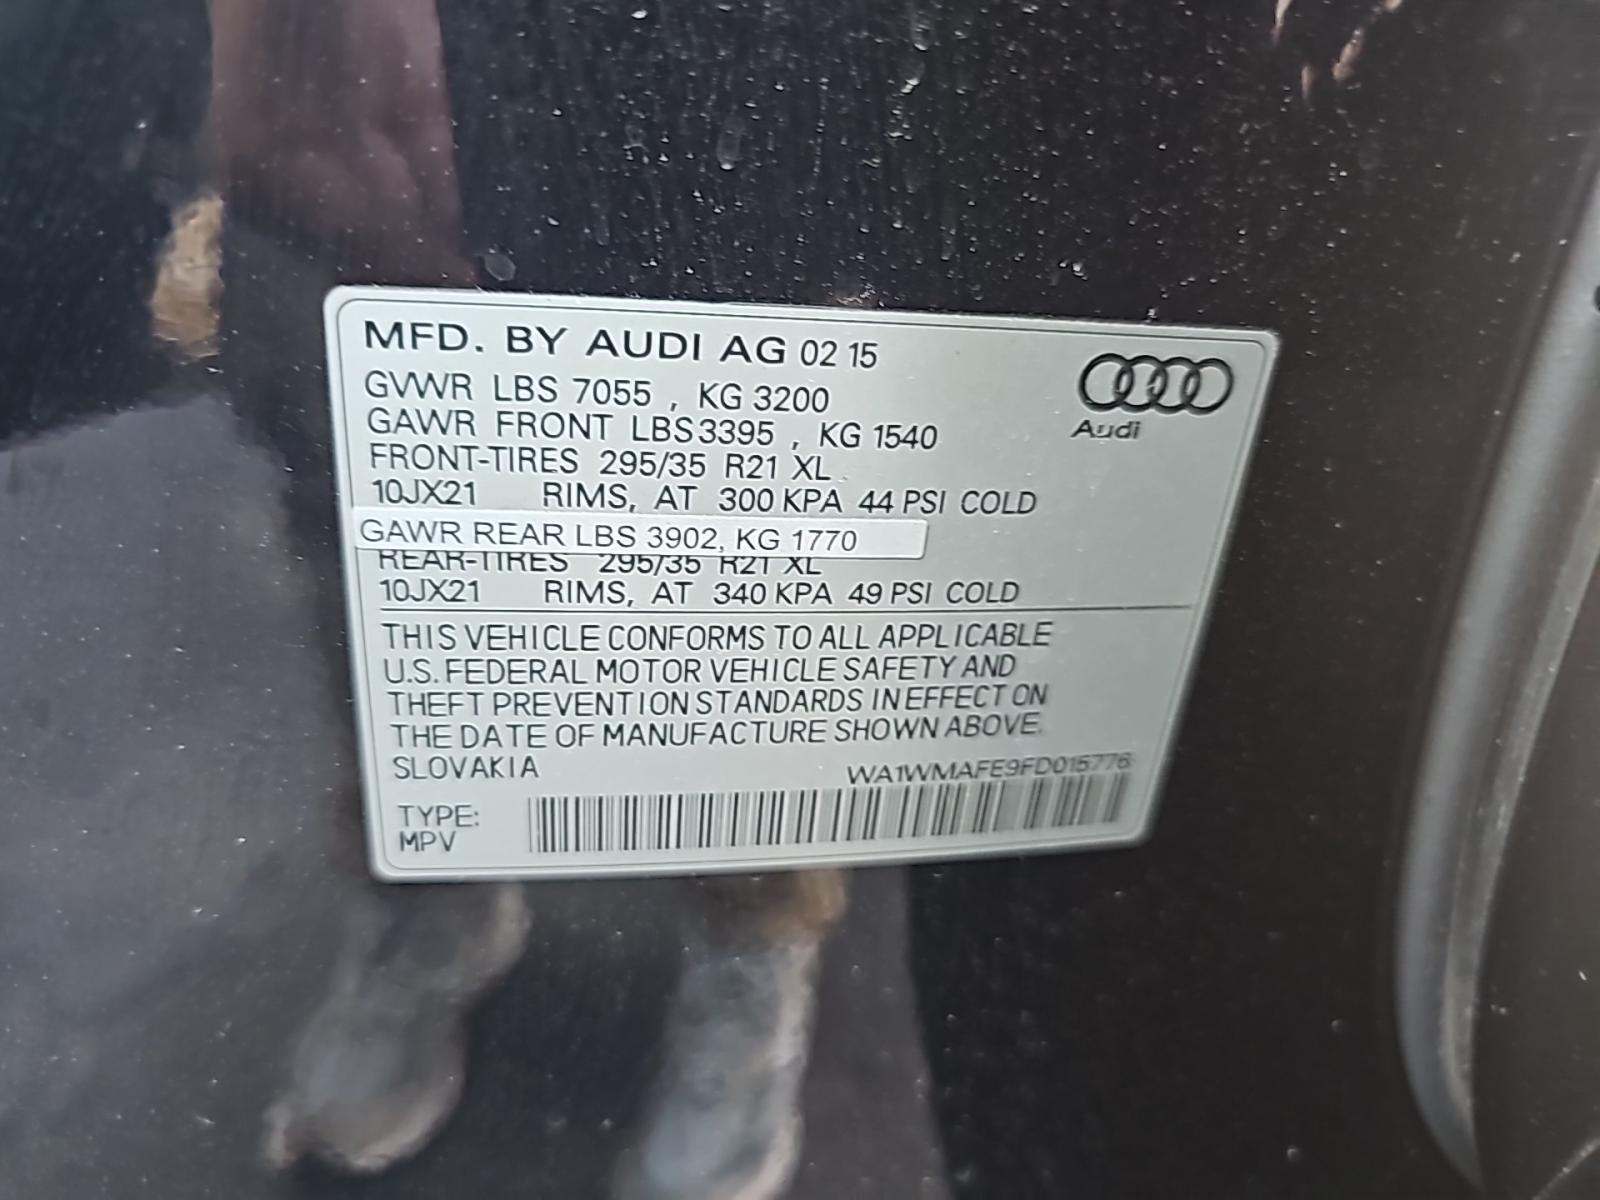 MFD. BY AUDI AG 02 15
GVWR LBS 7055 , KG 3200
GAWR FRONT LBS3395 , KG 1540
Audi
FRONT-TIRES 295/35 R21 XL
10JX21 RIMS, AT 300 KPA 44 PSI COLD
GAWR REAR LBS 3902, KG 1770
REAR-TIRES 295/35 R21 XL
10JX21 RIMS, AT 340 KPA 49 PSI COLD
THIS VEHICLE CONFORMS TO ALL APPLICABLE
U.S. FEDERAL MOTOR VEHICLE SAFETY AND
THEFT PREVENTION STANDARDS IN EFFECT ON
THE DATE OF MANUFACTURE SHOWN ABOVE.
SLOVAKIA WA1WMAFE9FD015776
TYPE:
MPV